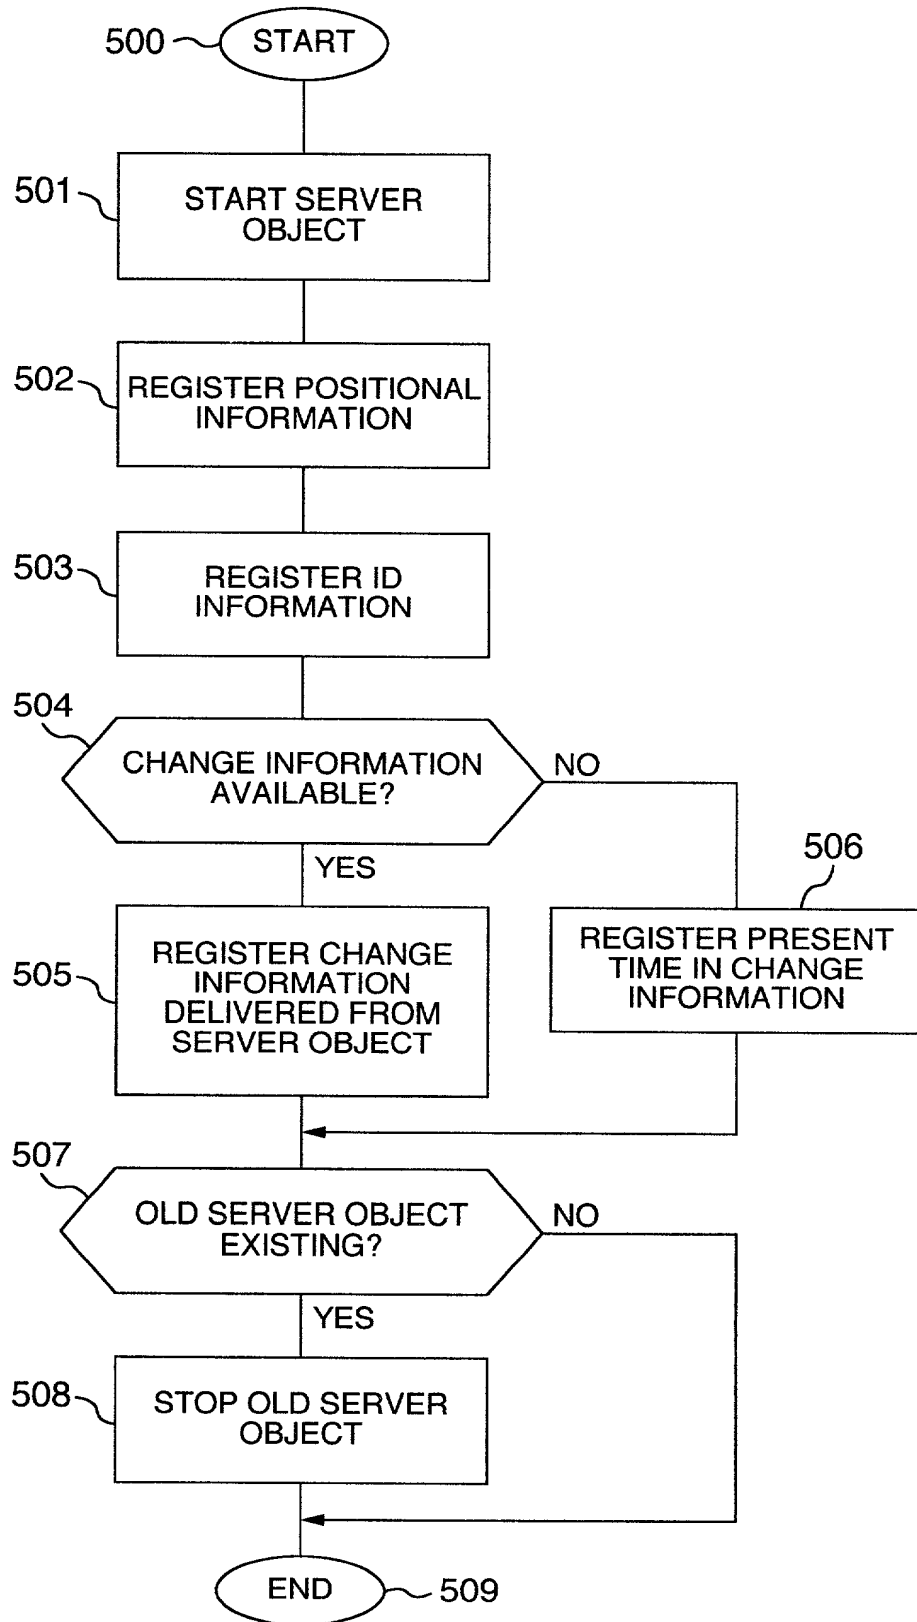 500
START
501
START SERVER
OBJECT
502
REGISTER POSITIONAL
INFORMATION
503
REGISTER ID
INFORMATION
504
CHANGE INFORMATION
AVAILABLE?
NO
YES
506
REGISTER PRESENT
TIME IN CHANGE
INFORMATION
505
REGISTER CHANGE
INFORMATION
DELIVERED FROM
SERVER OBJECT
507
OLD SERVER OBJECT
EXISTING?
NO
YES
508
STOP OLD SERVER
OBJECT
END
509